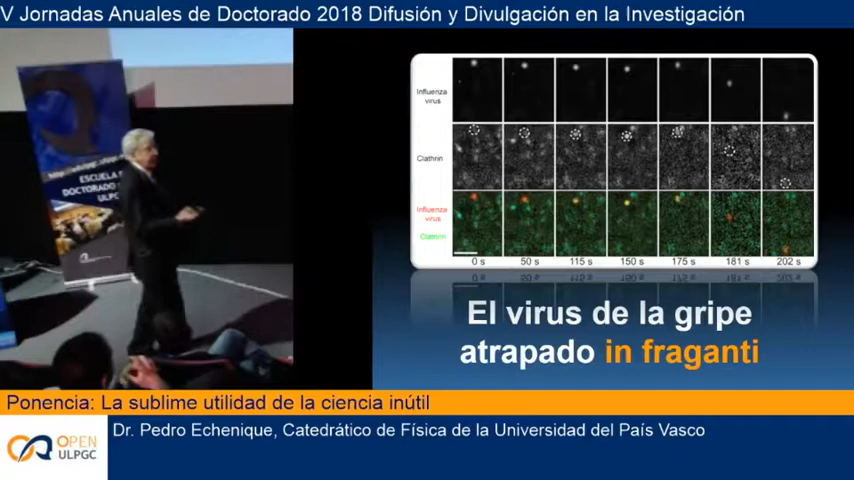 V Jornadas Anuales de Doctorado 2018 Difusión y Divulgación en la Investigación
ESCUELA
DOCTORADO
ULPGC
Influenza
virus
Clathrin
Influenza
virus
Clathrin
0 s 50 s 115 s 150 s 175 s 181 s 202 s
El virus de la gripe
atrapado in fraganti
Ponencia: La sublime utilidad de la ciencia inútil
OPEN
ULPGC
Dr. Pedro Echenique, Catedrático de Física de la Universidad del País Vasco